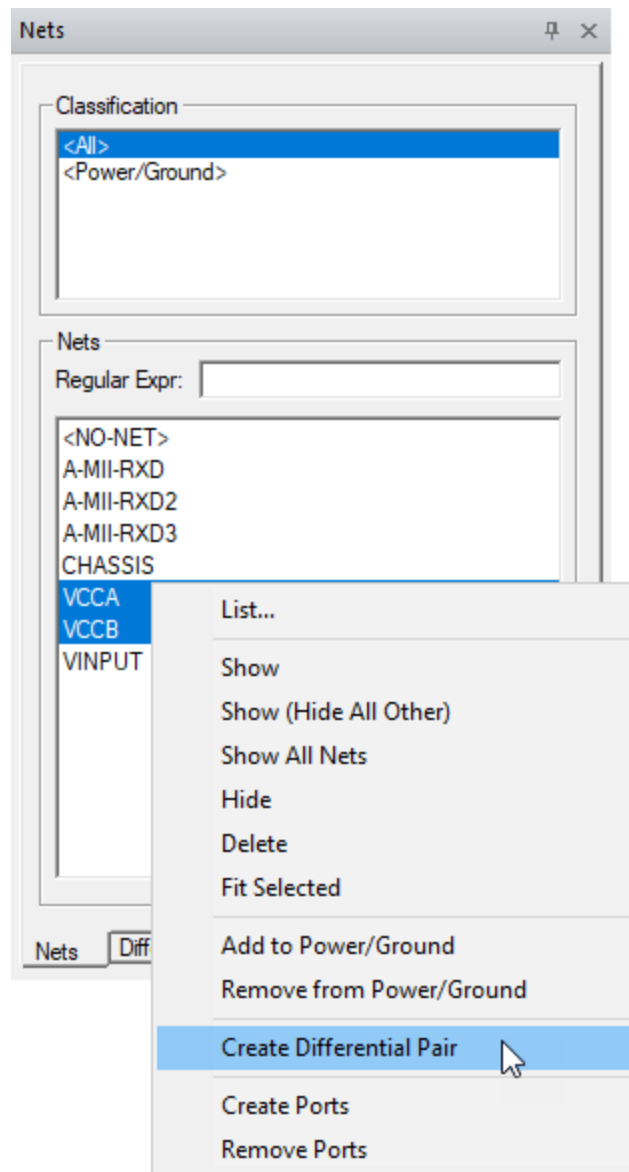 Nets
Classification
<All>
<Power/Ground>
Nets
Regular Expr:
<NO-NET>
A-MII-RXD
A-MII-RXD2
A-MII-RXD3
CHASSIS
VCCA
VCCB
VINPUT
List...
Show
Show (Hide All Other)
Show All Nets
Hide
Delete
Fit Selected
Add to Power/Ground
Remove from Power/Ground
Create Differential Pair
Create Ports
Remove Ports
Nets
Diff